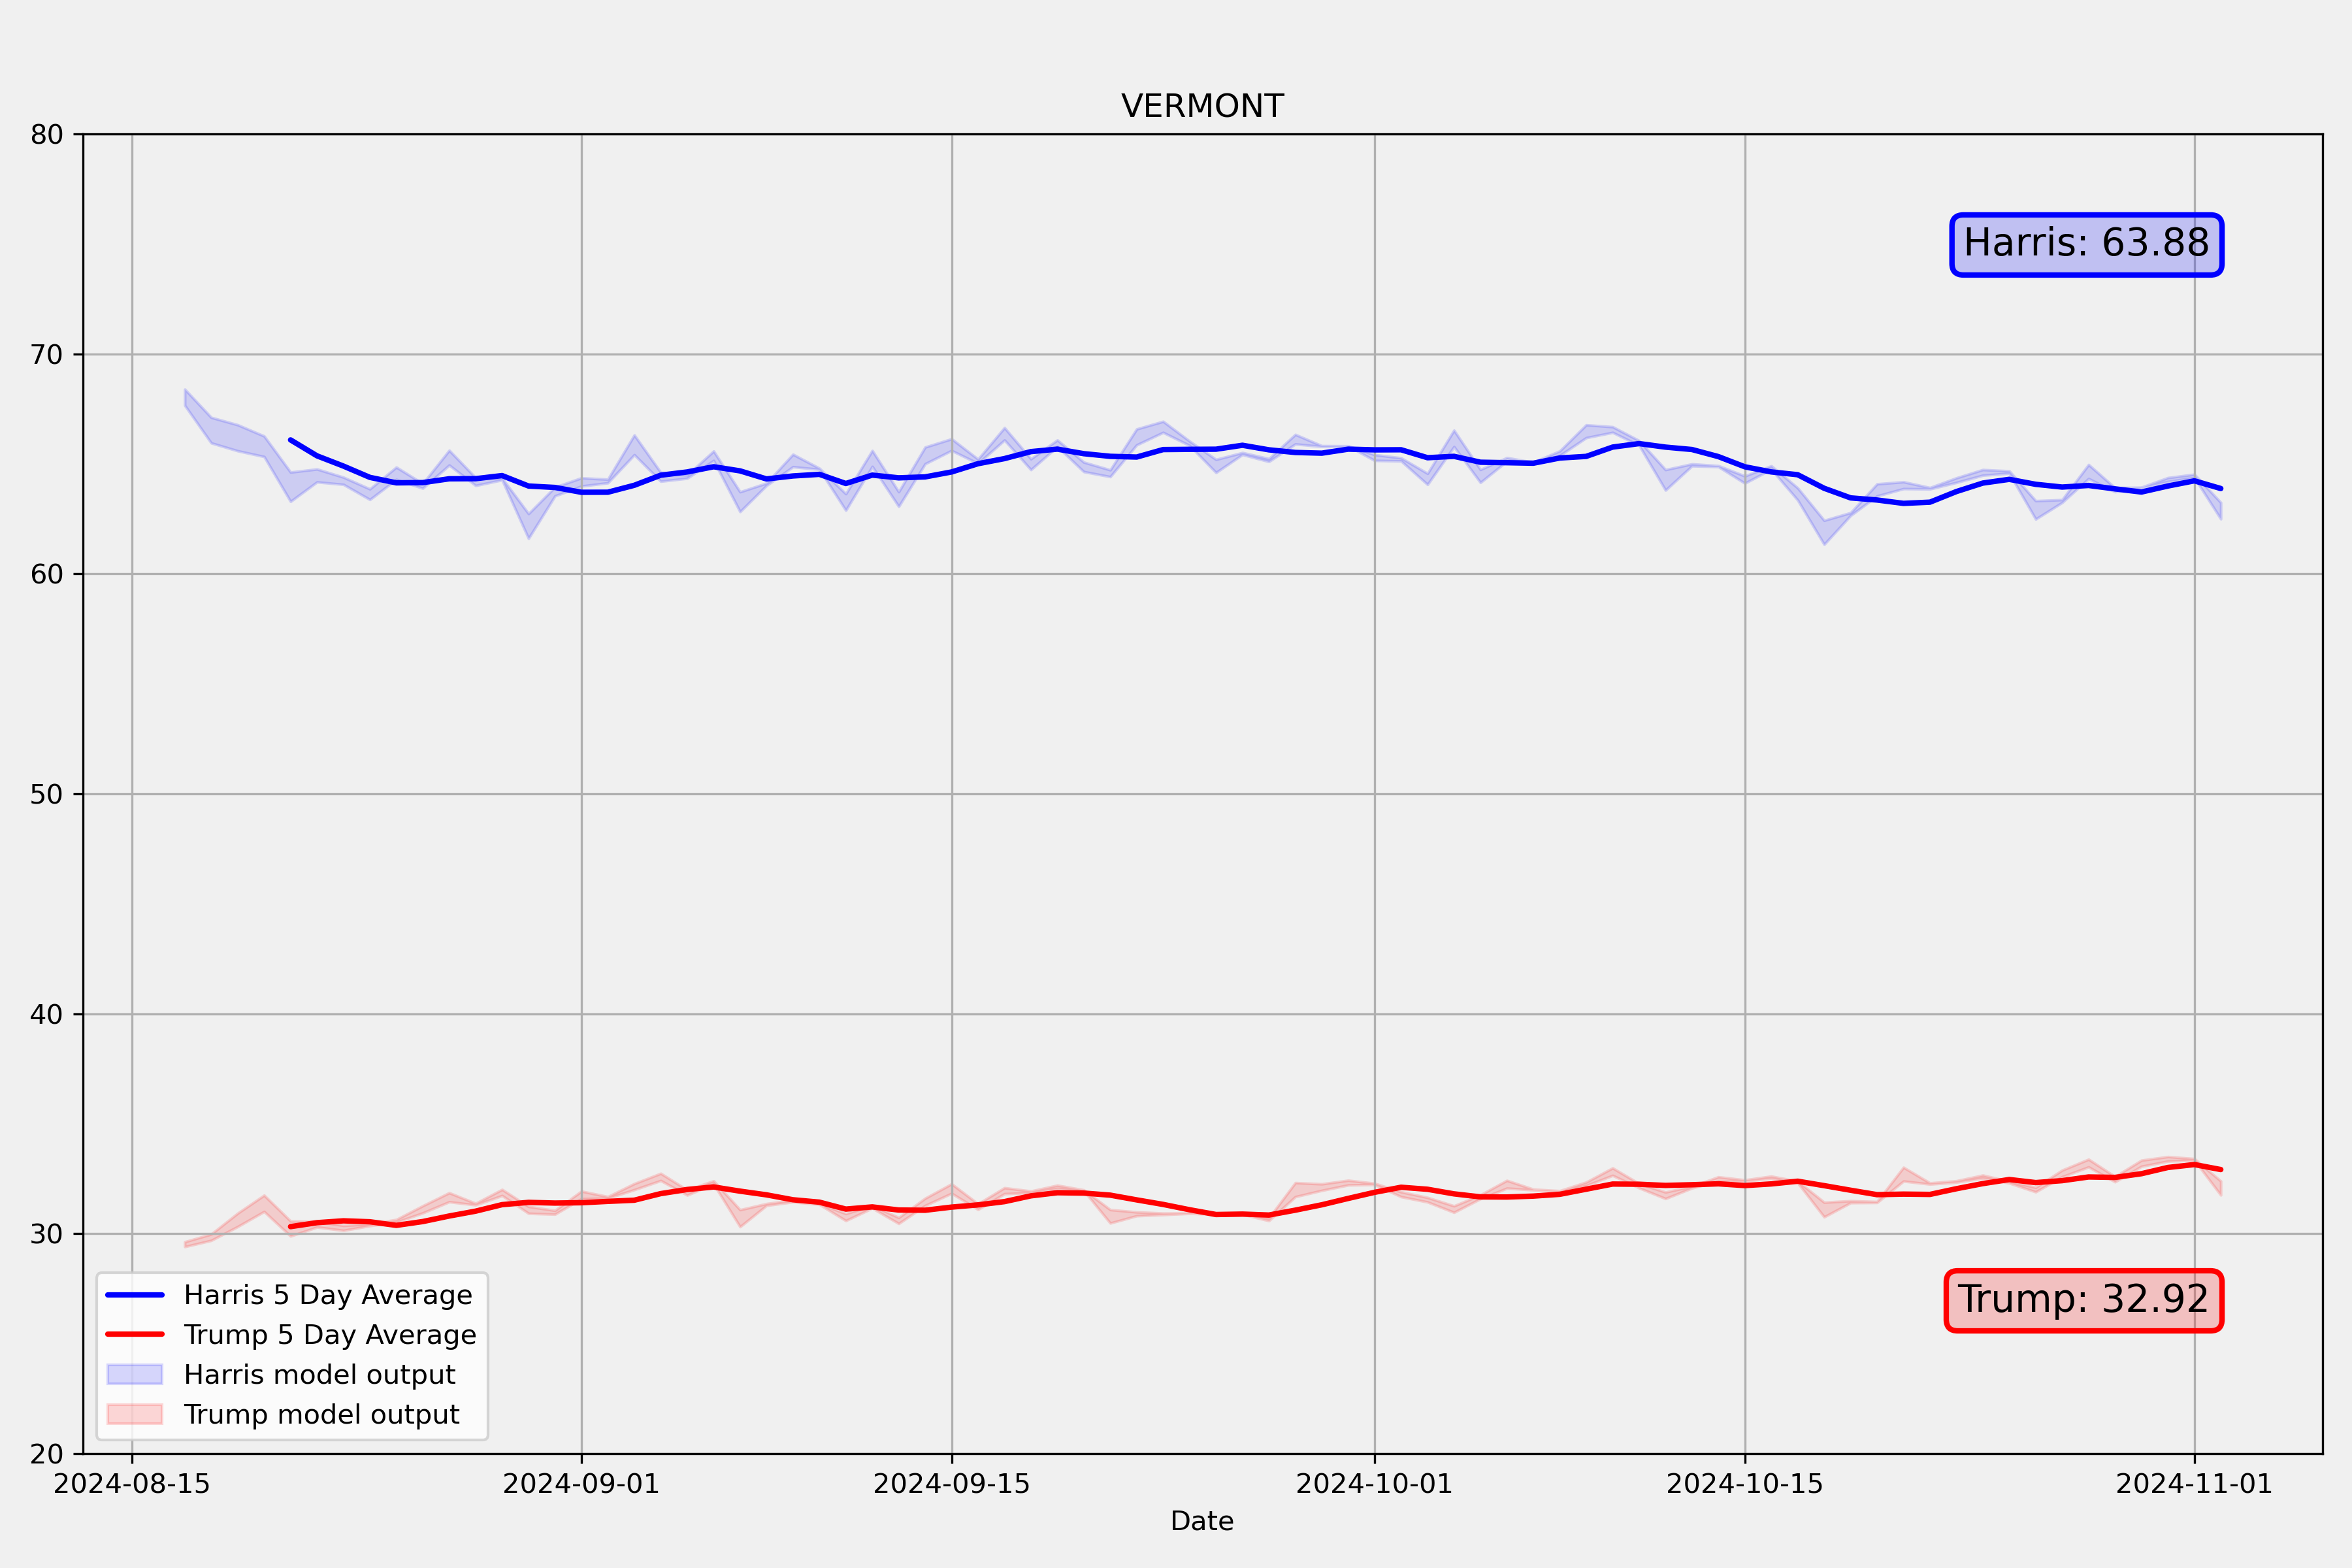 VERMONT
80
70
60
50
40
30
20
Harris: 63.88
Trump: 32.92
Harris 5 Day Average
Trump 5 Day Average
Harris model output
Trump model output
2024-08-15
2024-09-01
2024-09-15
2024-10-01
2024-10-15
2024-11-01
Date